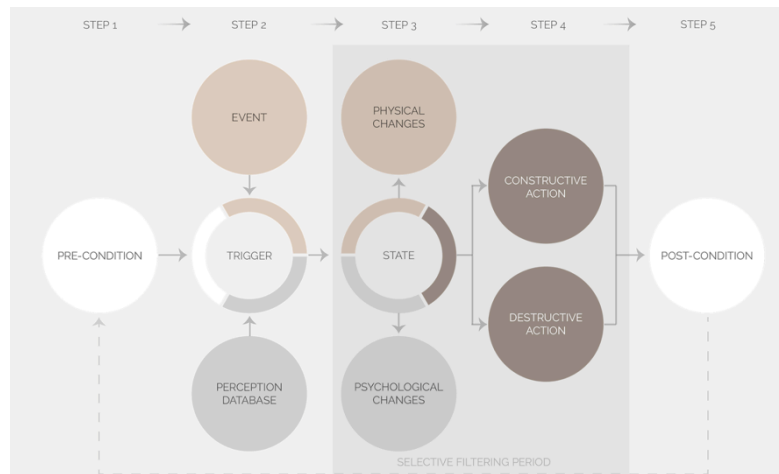 STEP 1
STEP 2
STEP 3
STEP 4
STEP 5
EVENT
PHYSICAL
CHANGES
CONSTRUCTIVE
ACTION
PRE-CONDITION
TRIGGER
STATE
POST-CONDITION
DESTRUCTIVE
ACTION
PERCEPTION
DATABASE
PSYCHOLOGICAL
CHANGES
SELECTIVE FILTERING PERIOD